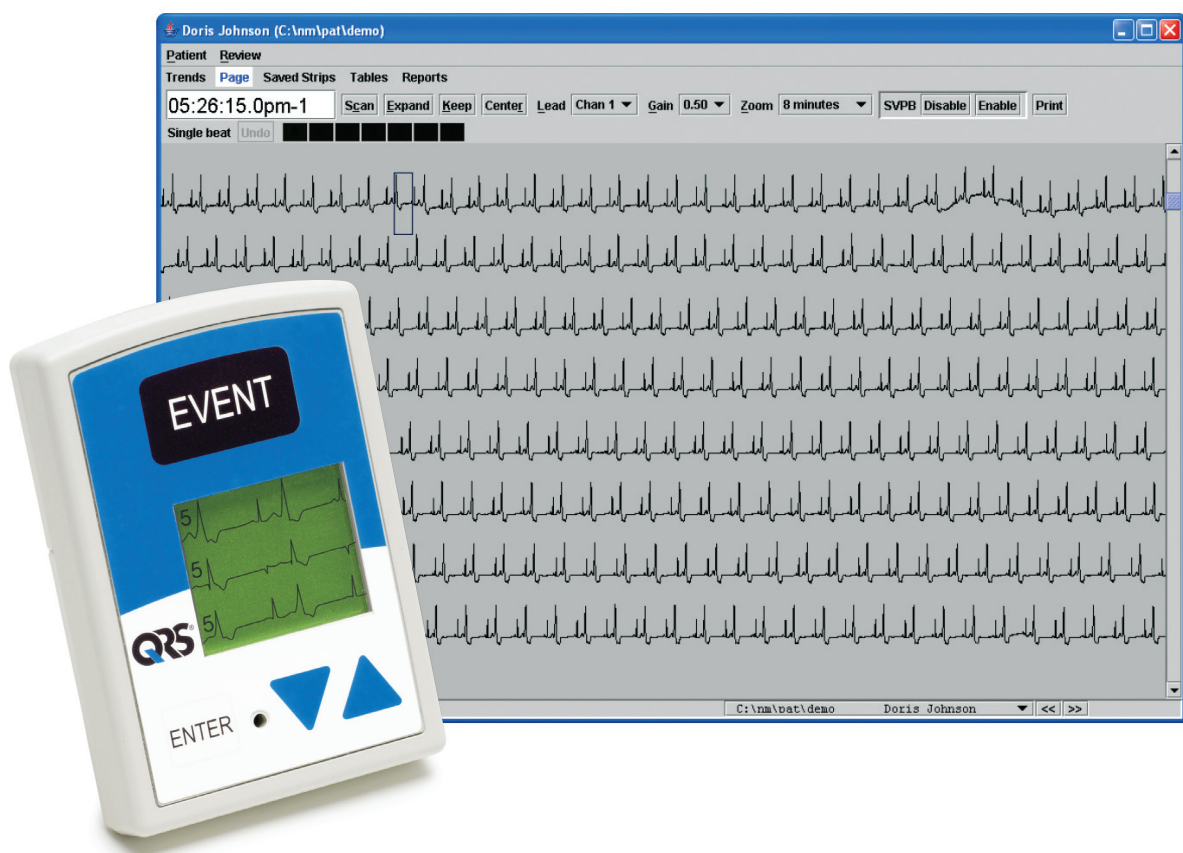 Doris Johnson (C:\nm\pat\demo)
Patient Review
Trends Page Saved Strips Tables Reports
05:26:15.0pm-1 Scan Expand Keep Center Lead Chan 1 Gain 0.50 Zoom 8 minutes SVPB Disable Enable Print
Single beat Undo
EVENT
5
5
5
QRS®
ENTER
C:\nm\pat\demo Doris Johnson << >>